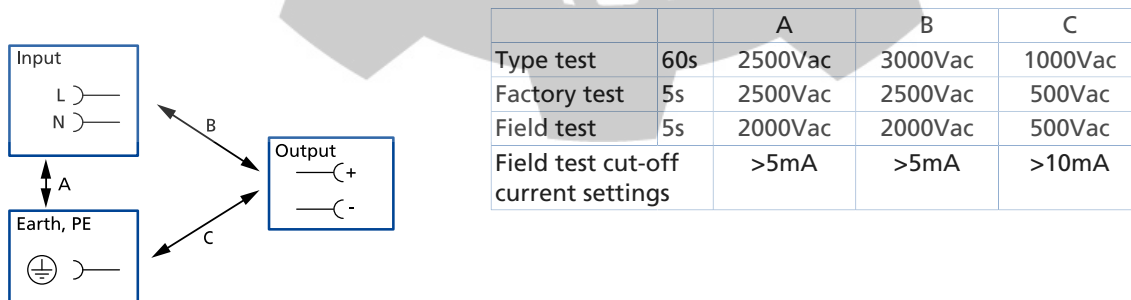 Input
L
N
B
A
Output
+
-
Earth, PE
C
A B C
Type test 60s 2500Vac 3000Vac 1000Vac
Factory test 5s 2500Vac 2500Vac 500Vac
Field test 5s 2000Vac 2000Vac 500Vac
Field test cut-off >5mA >5mA >10mA
current settings